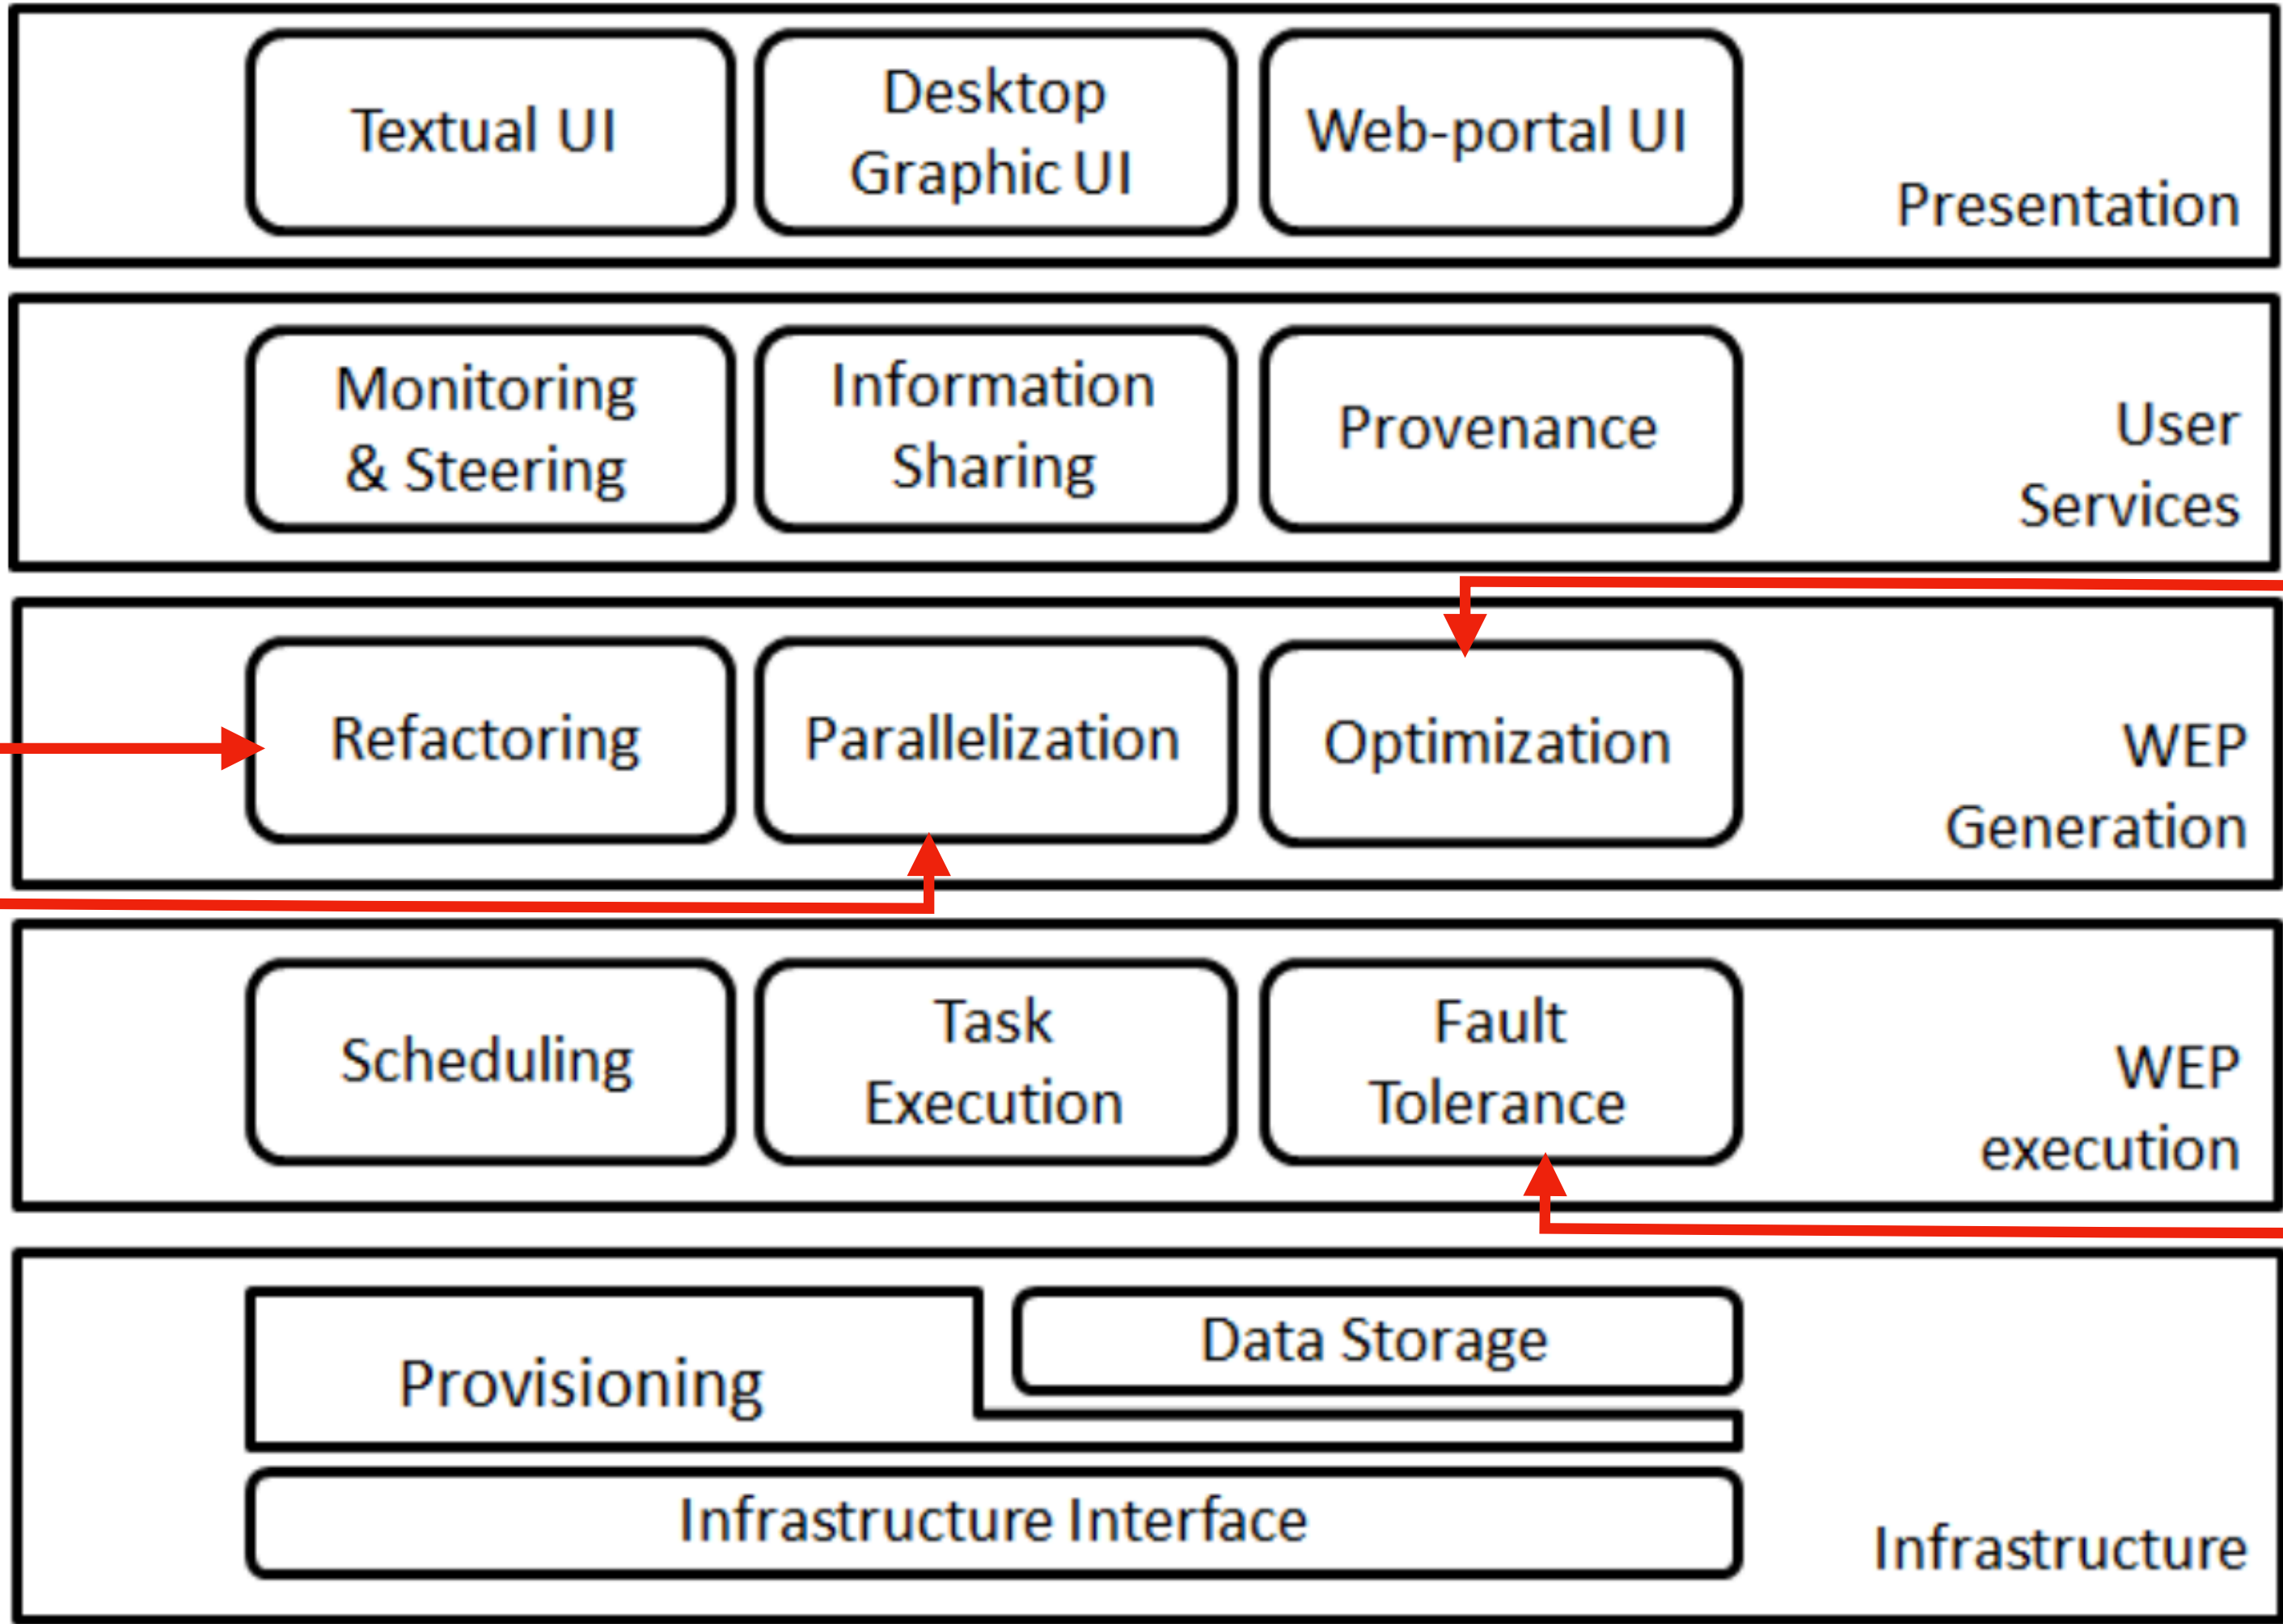 Textual UI
Desktop
Graphic UI
Web-portal UI
Presentation
Monitoring
& Steering
Information
Sharing
Provenance
User
Services
Refactoring
Parallelization
Optimization
WEP
Generation
Scheduling
Task
Execution
Fault
Tolerance
WEP
execution
Provisioning
Data Storage
Infrastructure Interface
Infrastructure